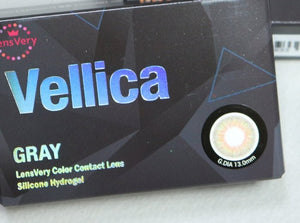 LensVery
Vellica
GRAY
LensVery Color Contact Lens
Silicone Hydrogel
G.DIA 13.0mm